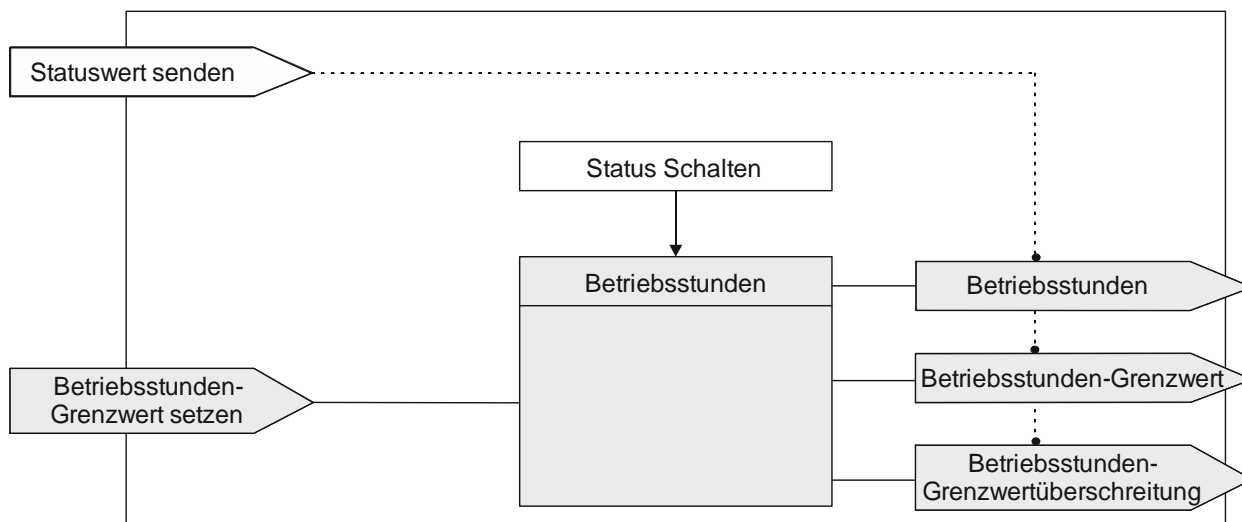 Statuswert senden
Status Schalten
Betriebsstunden
Betriebsstunden
Betriebsstunden-Grenzwert
Betriebsstunden-
Grenzwert setzen
Betriebsstunden-
Grenzwertüberschreitung